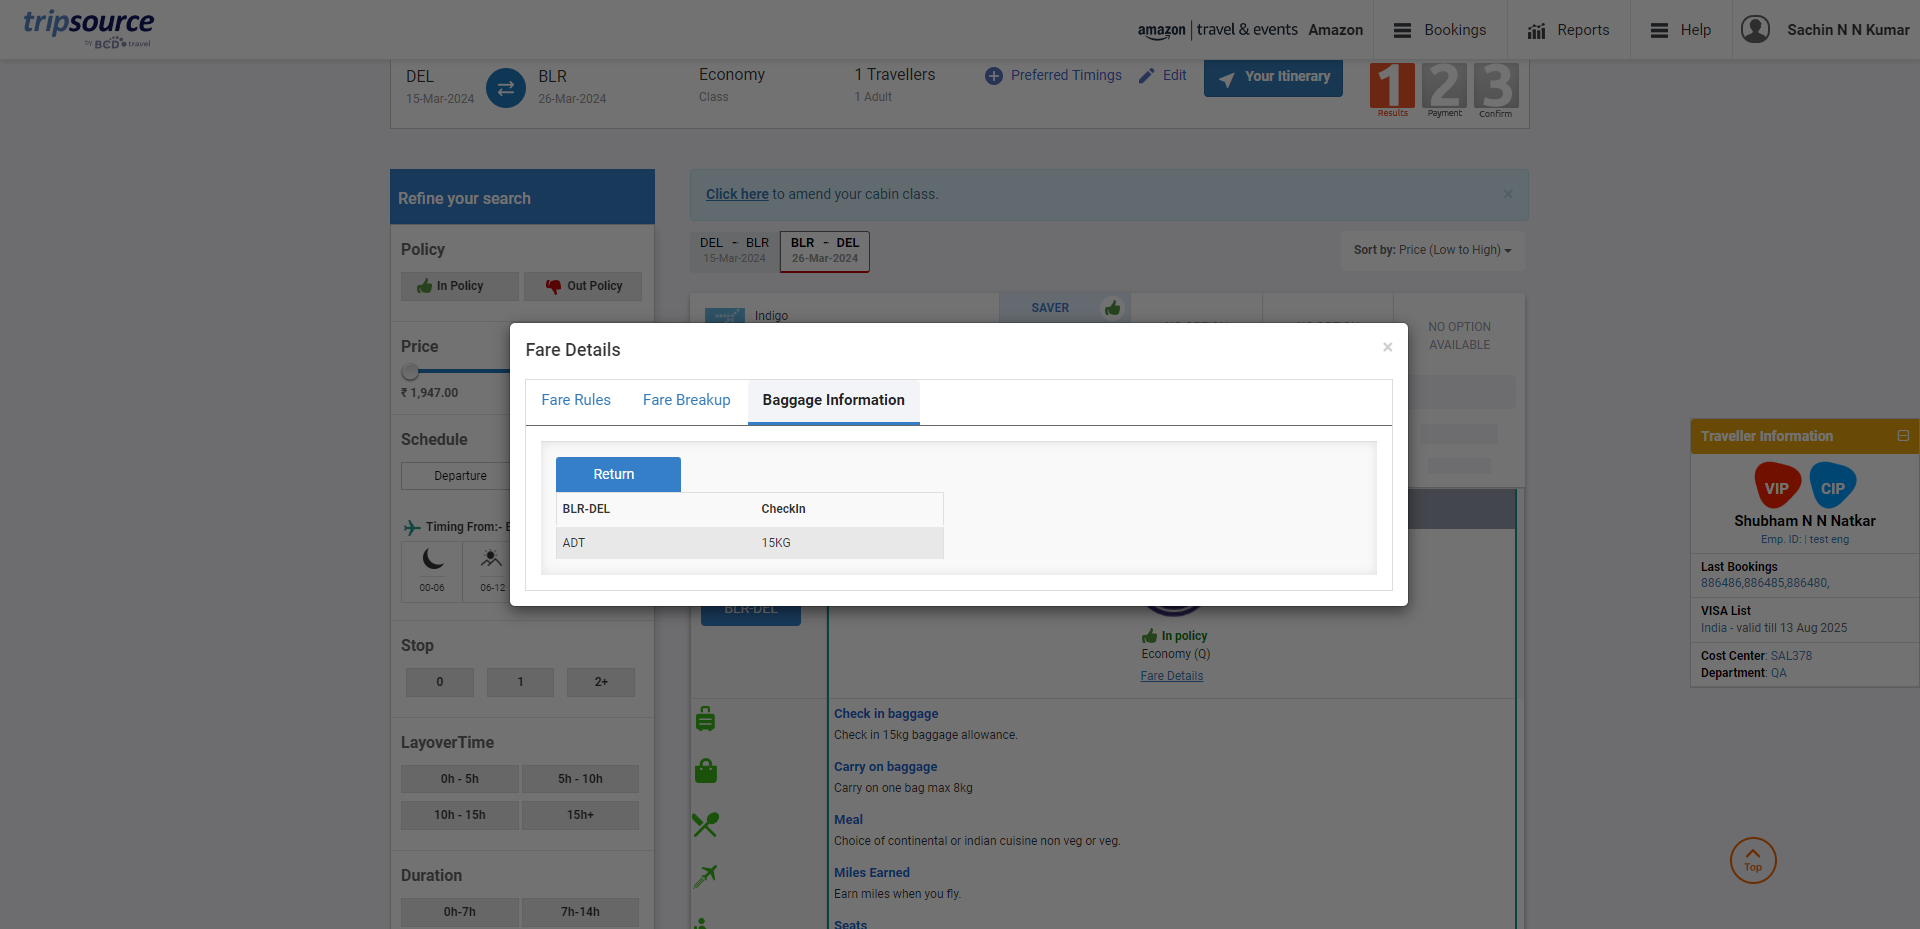 tripsource
by BCD travel
amazon | travel & events Amazon
Bookings
Reports
Help
Sachin N N Kumar
DEL
15-Mar-2024
BLR
26-Mar-2024
Economy
Class
1 Travellers
1 Adult
Preferred Timings
Edit
Your Itinerary
1 2 3
Results Payment Confirm
Refine your search
Policy
In Policy
Out Policy
Price
₹ 1,947.00
Schedule
Departure
Timing From:-
00-06
06-12
Stop
0
1
2+
LayoverTime
0h - 5h
5h - 10h
10h - 15h
15h+
Duration
0h-7h
7h-14h
Click here to amend your cabin class.
×
DEL - BLR
15-Mar-2024
BLR - DEL
26-Mar-2024
Sort by: Price (Low to High)
Indigo
SAVER
NO OPTION
AVAILABLE
Fare Details
×
Fare Rules
Fare Breakup
Baggage Information
Return
BLR-DEL CheckIn
ADT 15KG
BLR-DEL
In policy
Economy (Q)
Fare Details
Check in baggage
Check in 15kg baggage allowance.
Carry on baggage
Carry on one bag max 8kg
Meal
Choice of continental or indian cuisine non veg or veg.
Miles Earned
Earn miles when you fly.
Seats
Traveller Information
VIP
CIP
Shubham N N Natkar
Emp. ID: | test eng
Last Bookings
886486,886485,886480,
VISA List
India - valid till 13 Aug 2025
Cost Center: SAL378
Department: QA
Top